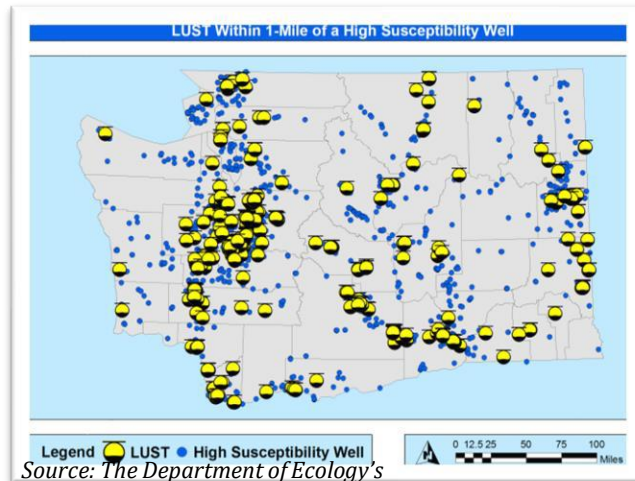 LUST Within 1-Mile of a High Susceptibility Well
Legend LUST High Susceptibility Well
0 12.5 25 50 75 100
Miles
Source: The Department of Ecology's